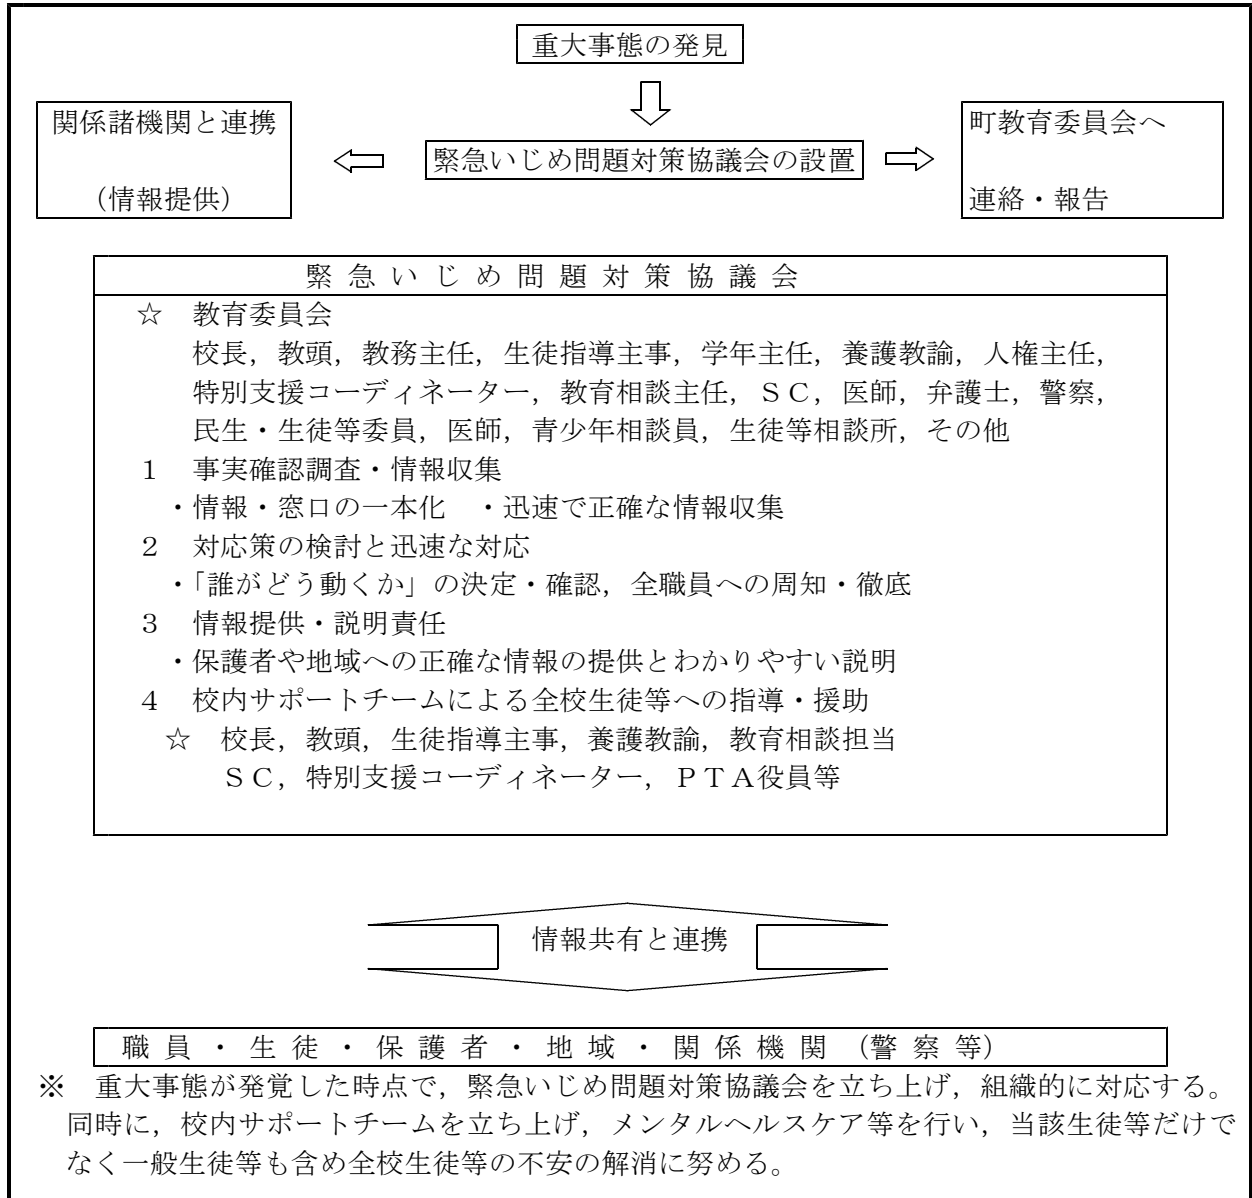 重大事態の発見
関係諸機関と連携
（情報提供）
緊急いじめ問題対策協議会の設置
町教育委員会へ
連絡・報告
緊急いじめ問題対策協議会
☆　教育委員会
校長，教頭，教務主任，生徒指導主事，学年主任，養護教諭，人権主任，
特別支援コーディネーター，教育相談主任，ＳＣ，医師，弁護士，警察，
民生・生徒等委員，医師，青少年相談員，生徒等相談所，その他
１　事実確認調査・情報収集
・情報・窓口の一本化　・迅速で正確な情報収集
２　対応策の検討と迅速な対応
・「誰がどう動くか」の決定・確認，全職員への周知・徹底
３　情報提供・説明責任
・保護者や地域への正確な情報の提供とわかりやすい説明
４　校内サポートチームによる全校生徒等への指導・援助
☆　校長，教頭，生徒指導主事，養護教諭，教育相談担当
ＳＣ，特別支援コーディネーター，ＰＴＡ役員等
情報共有と連携
職員・生徒・保護者・地域・関係機関（警察等）
※　重大事態が発覚した時点で，緊急いじめ問題対策協議会を立ち上げ，組織的に対応する。
同時に，校内サポートチームを立ち上げ，メンタルヘルスケア等を行い，当該生徒等だけで
なく一般生徒等も含め全校生徒等の不安の解消に努める。